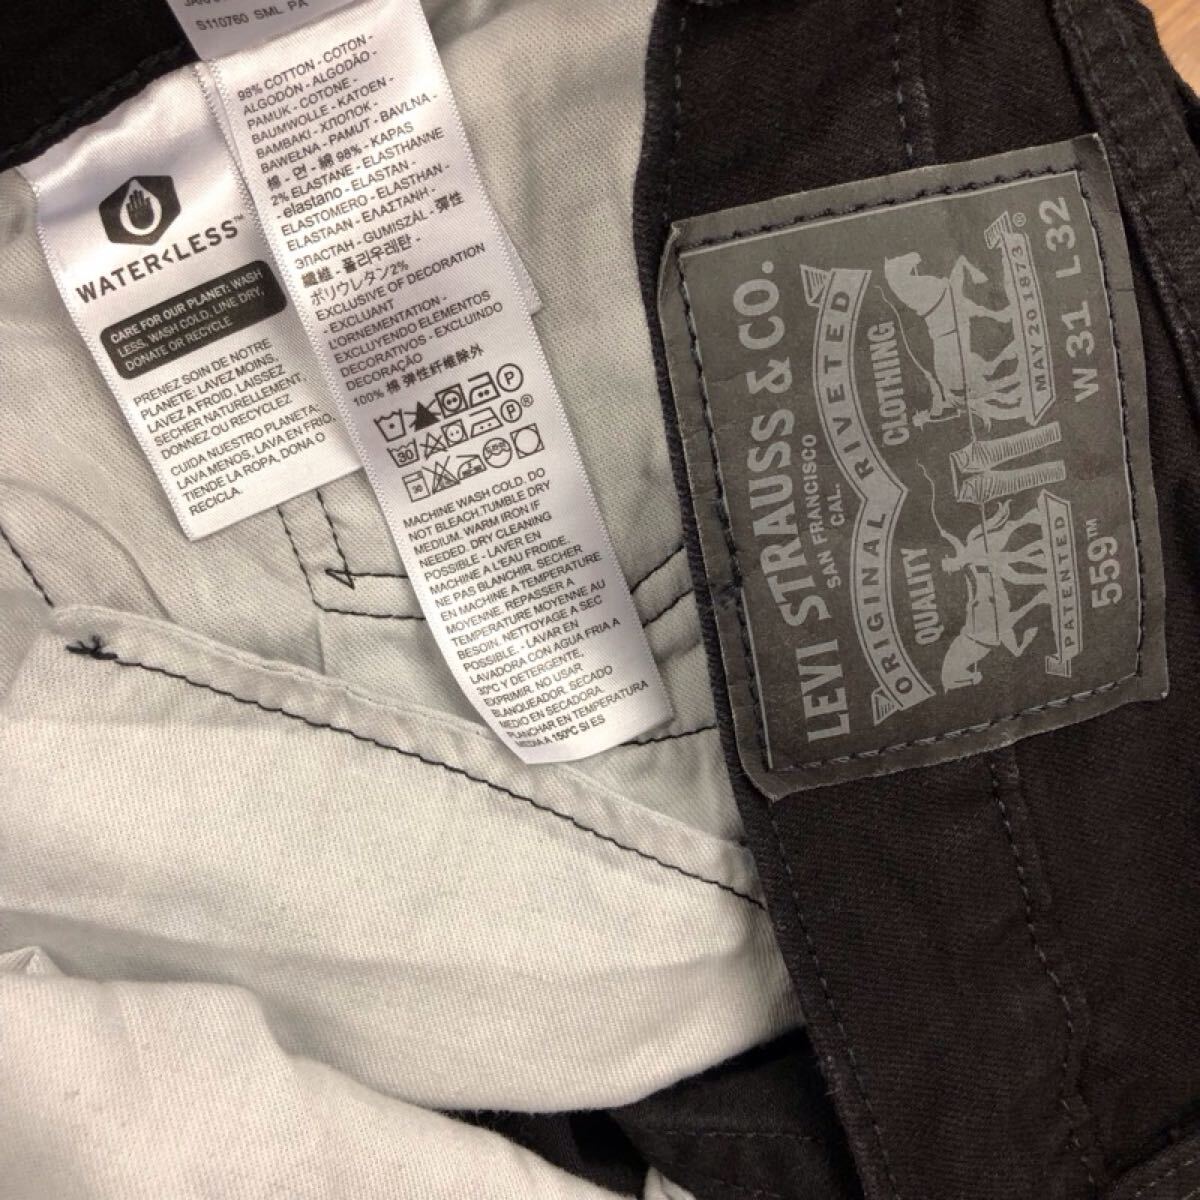 S110760 SML PA
WATER<LESS™
CARE FOR OUR PLANET: WASH
LESS, WASH COLD, LINE DRY,
DONATE OR RECYCLE
PRENEZ SOIN DE NOTRE
PLANETE: LAVEZ MOINS,
LAVEZ A FROID, LAISSEZ
SECHER NATURELLEMENT,
DONNEZ OU RECYCLEZ
CUIDA NUESTRO PLANETA:
LAVA MENOS, LAVA EN FRIO,
TIENDE LA ROPA, DONA O
RECICLA.
98% COTTON - COTON -
ALGODÓN - ALGODÃO -
PAMUK - COTONE -
BAUMWOLLE - KATOEN -
BAMBAKI - ХЛОПОК -
BAWEŁNA - PAMUT - BAVLNA -
棉 - 면 - 綿 98% - KAPAS
2% ELASTANE - ELASTHANNE
- elastano - ELASTAN -
ELASTOMERO - ELASTHAN -
ELASTAAN - ΕΛΑΣΤΑΝΗ -
ЭЛАСТАН - GUMISZÁL - 弹性
纖維 - 폴리우레탄 -
ポリウレタン2%
EXCLUSIVE OF DECORATION
- EXCLUANT
L'ORNEMENTATION -
EXCLUYENDO ELEMENTOS
DECORATIVOS - EXCLUINDO
DECORAÇÃO
100% 棉 弹性纤维除外
P
30 P®
30
MACHINE WASH COLD. DO
NOT BLEACH.TUMBLE DRY
MEDIUM. WARM IRON IF
NEEDED. DRY CLEANING
POSSIBLE. - LAVER EN
MACHINE A L'EAU FROIDE.
NE PAS BLANCHIR. SECHER
EN MACHINE A TEMPERATURE
MOYENNE. REPASSER A
TEMPERATURE MOYENNE AU
BESOIN. NETTOYAGE A SEC
POSSIBLE. - LAVAR EN
LAVADORA CON AGUA FRIA A
30°C Y DETERGENTE.
EXPRIMIR. NO USAR
BLANQUEADOR. SECADO
MEDIO EN SECADORA.
PLANCHAR EN TEMPERATURA
MEDIA A 150°C SI ES
LEVI STRAUSS & CO.
SAN FRANCISCO
CAL.
ORIGINAL RIVETED
QUALITY CLOTHING
PATENTED MAY 20 1873®
559™ W 31 L 32